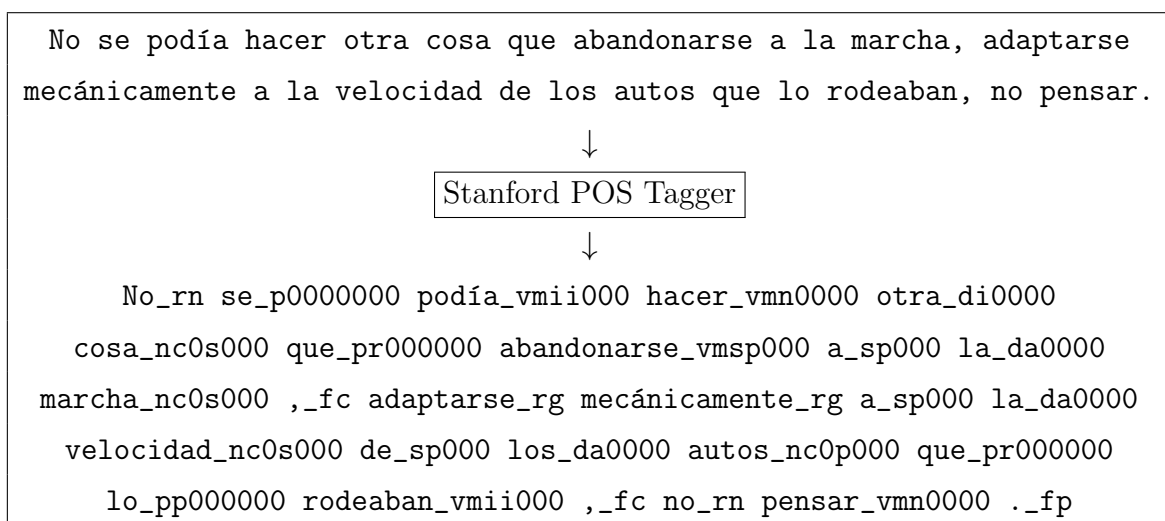 No se podía hacer otra cosa que abandonarse a la marcha, adaptarse
mecánicamente a la velocidad de los autos que lo rodeaban, no pensar.
↓
Stanford POS Tagger
↓
No_rn se_p0000000 podía_vmii000 hacer_vmn0000 otra_di0000
cosa_nc0s000 que_pr000000 abandonarse_vmsp000 a_sp000 la_da0000
marcha_nc0s000 ,_fc adaptarse_rg mecánicamente_rg a_sp000 la_da0000
velocidad_nc0s000 de_sp000 los_da0000 autos_nc0p000 que_pr000000
lo_pp000000 rodeaban_vmii000 ,_fc no_rn pensar_vmn0000 ._fp